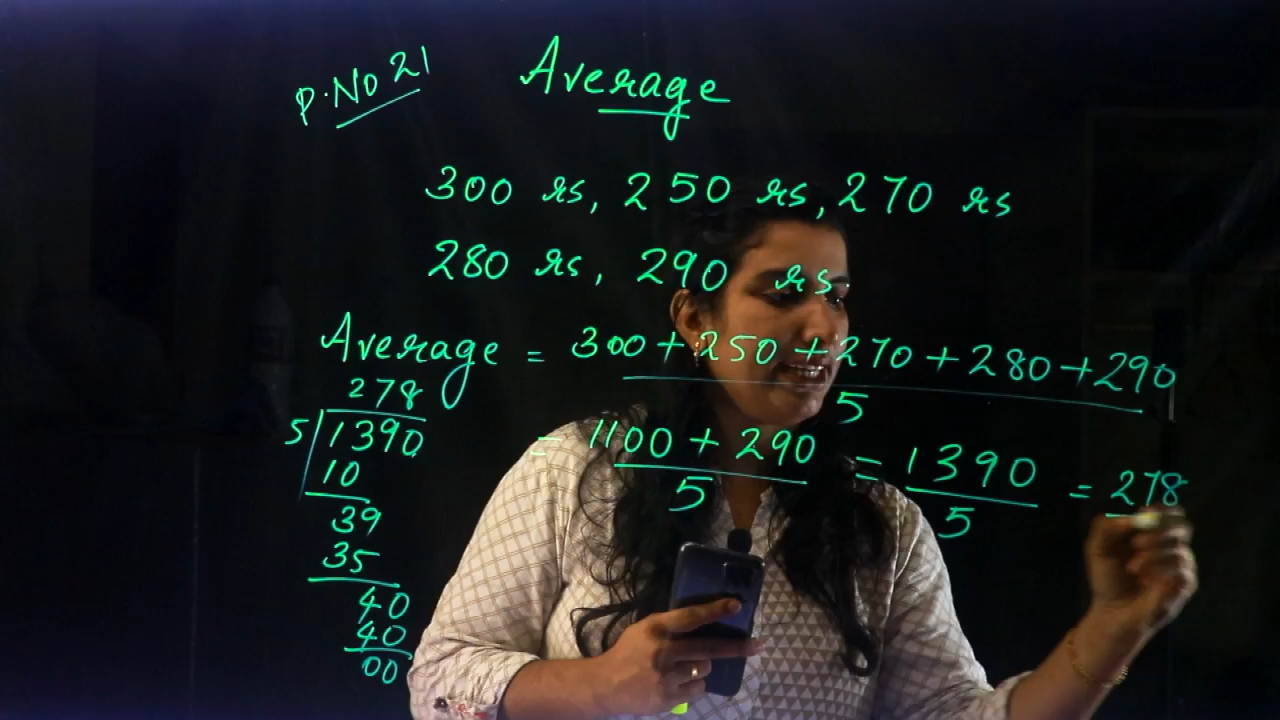 P.No 21
Average
300 rs, 250 rs, 270 rs
280 rs, 290 rs
Average = 300 + 250 + 270 + 280 + 290
5
= 1100 + 290 = 1390 = 278
5 5
278
5 1390
10
39
35
40
40
00